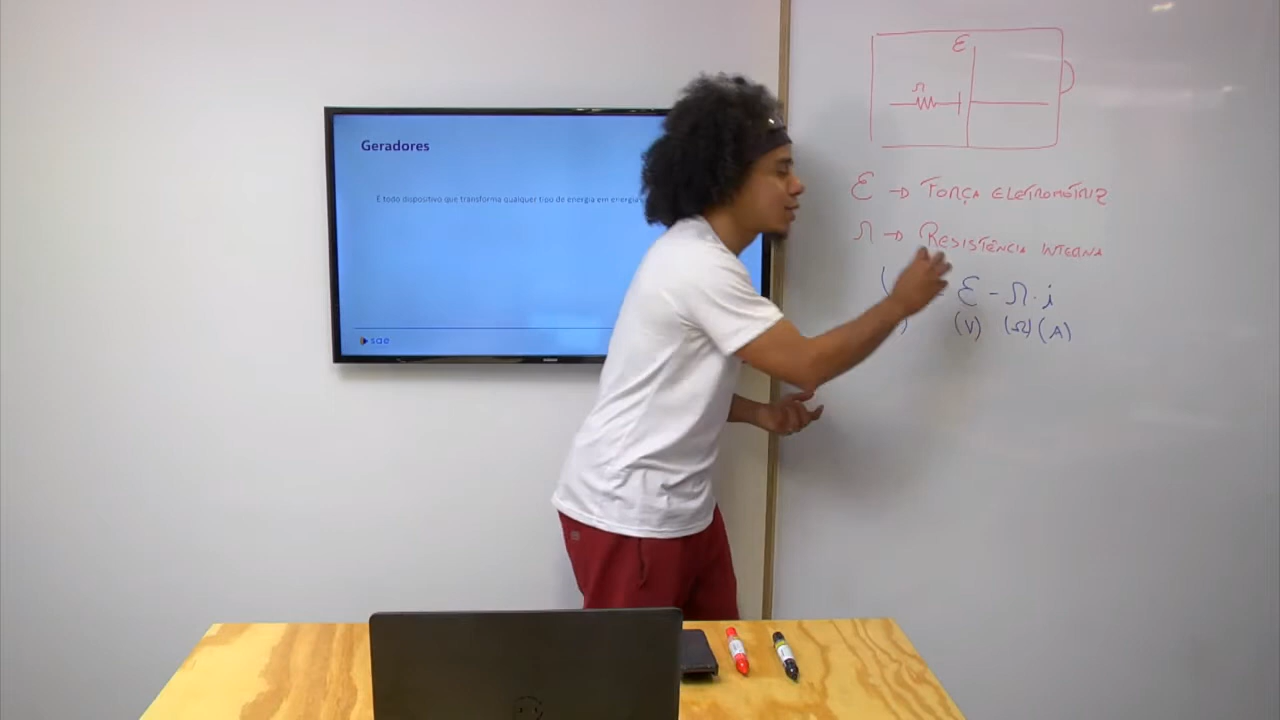 Geradores
É todo dispositivo que transforma qualquer tipo de energia em energia
sae
ε
r
ε → FORÇA ELETROMOTRIZ
r → RESISTÊNCIA INTERNA
ε - r . i
(V) (Ω) (A)